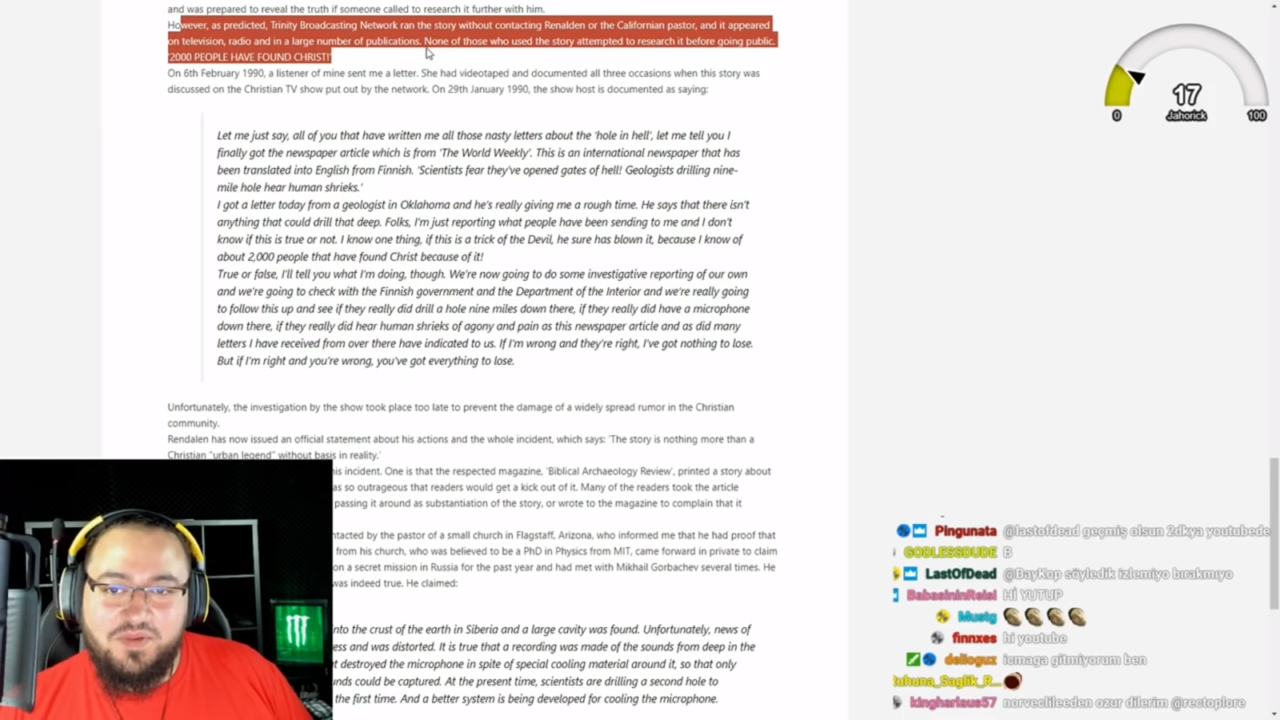 and was prepared to reveal the truth if someone called to research it further with him.
However, as predicted, Trinity Broadcasting Network ran the story without contacting Renalden or the Californian pastor, and it appeared
on television, radio and in a large number of publications. None of those who used the story attempted to research it before going public.
'2000 PEOPLE HAVE FOUND CHRIST!'
On 6th February 1990, a listener of mine sent me a letter. She had videotaped and documented all three occasions when this story was
discussed on the Christian TV show put out by the network. On 29th January 1990, the show host is documented as saying:
Let me just say, all of you that have written me all those nasty letters about the 'hole in hell', let me tell you I
finally got the newspaper article which is from 'The World Weekly'. This is an international newspaper that has
been translated into English from Finnish. 'Scientists fear they've opened gates of hell! Geologists drilling nine-
mile hole hear human shrieks.'
I got a letter today from a geologist in Oklahoma and he's really giving me a rough time. He says that there isn't
anything that could drill that deep. Folks, I'm just reporting what people have been sending to me and I don't
know if this is true or not. I know one thing, if this is a trick of the Devil, he sure has blown it, because I know of
about 2,000 people that have found Christ because of it!
True or false, I'll tell you what I'm doing, though. We're now going to do some investigative reporting of our own
and we're going to check with the Finnish government and the Department of the Interior and we're really going
to follow this up and see if they really did drill a hole nine miles down there, if they really did have a microphone
down there, if they really did hear human shrieks of agony and pain as this newspaper article and as did many
letters I have received from over there have indicated to us. If I'm wrong and they're right, I've got nothing to lose.
But if I'm right and you're wrong, you've got everything to lose.
Unfortunately, the investigation by the show took place too late to prevent the damage of a widely spread rumor in the Christian
community.
Rendalen has now issued an official statement about his actions and the whole incident, which says: 'The story is nothing more than a
Christian "urban legend" without basis in reality.'
his incident. One is that the respected magazine, 'Biblical Archaeology Review', printed a story about
as so outrageous that readers would get a kick out of it. Many of the readers took the article
passing it around as substantiation of the story, or wrote to the magazine to complain that it
ntacted by the pastor of a small church in Flagstaff, Arizona, who informed me that he had proof that
from his church, who was believed to be a PhD in Physics from MIT, came forward in private to claim
on a secret mission in Russia for the past year and had met with Mikhail Gorbachev several times. He
was indeed true. He claimed:
nto the crust of the earth in Siberia and a large cavity was found. Unfortunately, news of
ess and was distorted. It is true that a recording was made of the sounds from deep in the
t destroyed the microphone in spite of special cooling material around it, so that only
unds could be captured. At the present time, scientists are drilling a second hole to
the first time. And a better system is being developed for cooling the microphone.
17
0 Jahorick 100
Pingunata @lastofdead geçmiş olsun 2dkya youtubede
GODLESSDUDE B
LastOfDead @BayKop söyledik izlemiyo bırakmıyo
BabasininReisi Hİ YUTUP
Mustg
finnxes hi youtube
delioguz icmaga gitmiyorum ben
tohuna_Saglik_R...
kingharlaus57 norveclileeden ozur dilerim @rectoplore